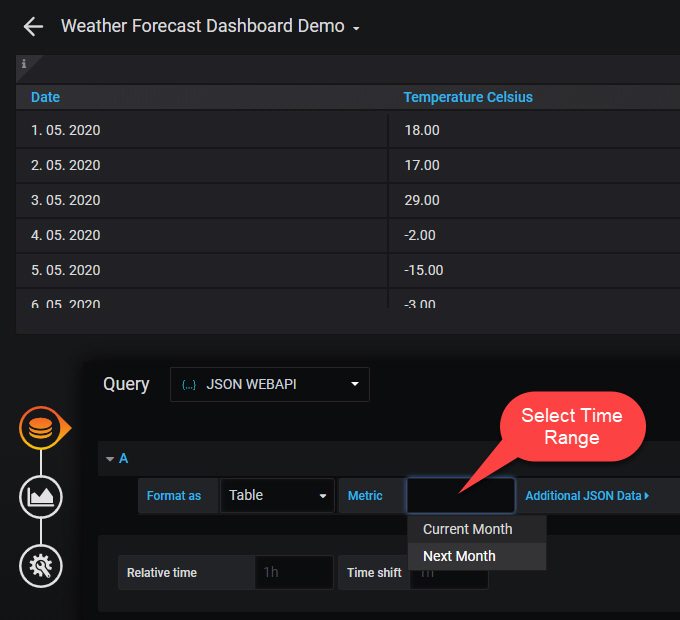 Weather Forecast Dashboard Demo
i
Date Temperature Celsius
1. 05. 2020 18.00
2. 05. 2020 17.00
3. 05. 2020 29.00
4. 05. 2020 -2.00
5. 05. 2020 -15.00
6. 05. 2020 -3.00
Query {...} JSON WEBAPI
Select Time
Range
A
Format as Table Metric Additional JSON Data
Current Month
Next Month
Relative time 1h Time shift 1h